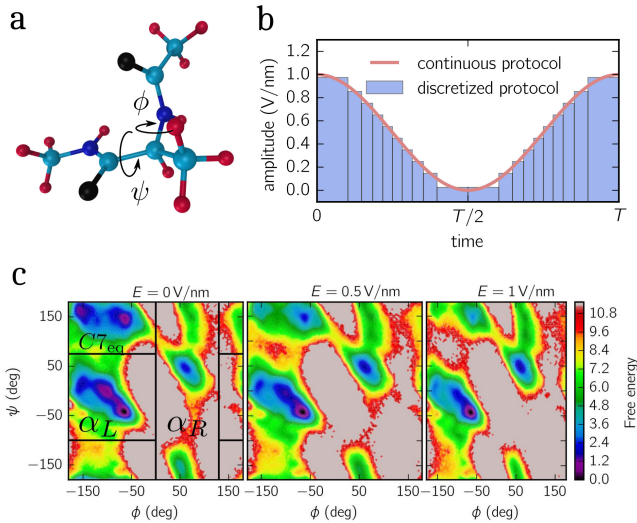 a
ϕ
ψ
b
1.2
1.0
0.8
0.6
0.4
0.2
0.0
amplitude (V/nm)
continuous protocol
discretized protocol
0
T/2
T
time
c
E = 0 V/nm
E = 0.5 V/nm
E = 1 V/nm
150
50
−50
−150
ψ (deg)
C7eq
αL
αR
−150 −50 50 150
−150 −50 50 150
−150 −50 50 150
ϕ (deg)
ϕ (deg)
ϕ (deg)
10.8
9.6
8.4
7.2
6.0
4.8
3.6
2.4
1.2
0.0
Free energy